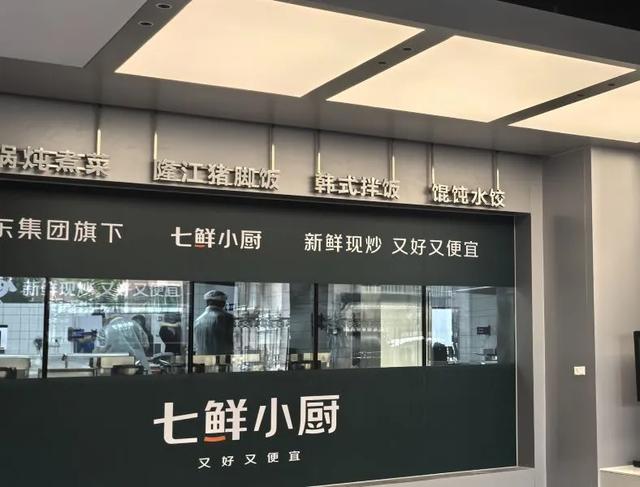 锅炖煮菜 隆江猪脚饭 韩式拌饭 馄饨水饺
东集团旗下 七鲜小厨 新鲜现炒 又好又便宜
新鲜现炒 又好又便宜
七鲜小厨
又好又便宜